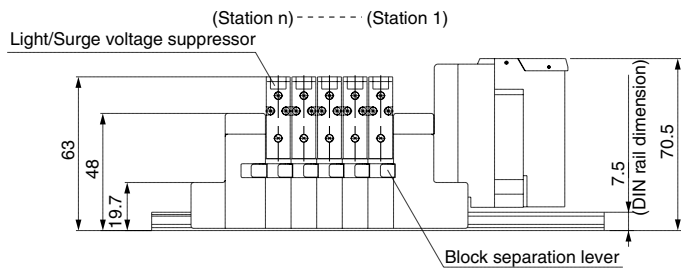 (Station n) (Station 1)
Light/Surge voltage suppressor
63
48
19.7
7.5
(DIN rail dimension)
70.5
Block separation lever